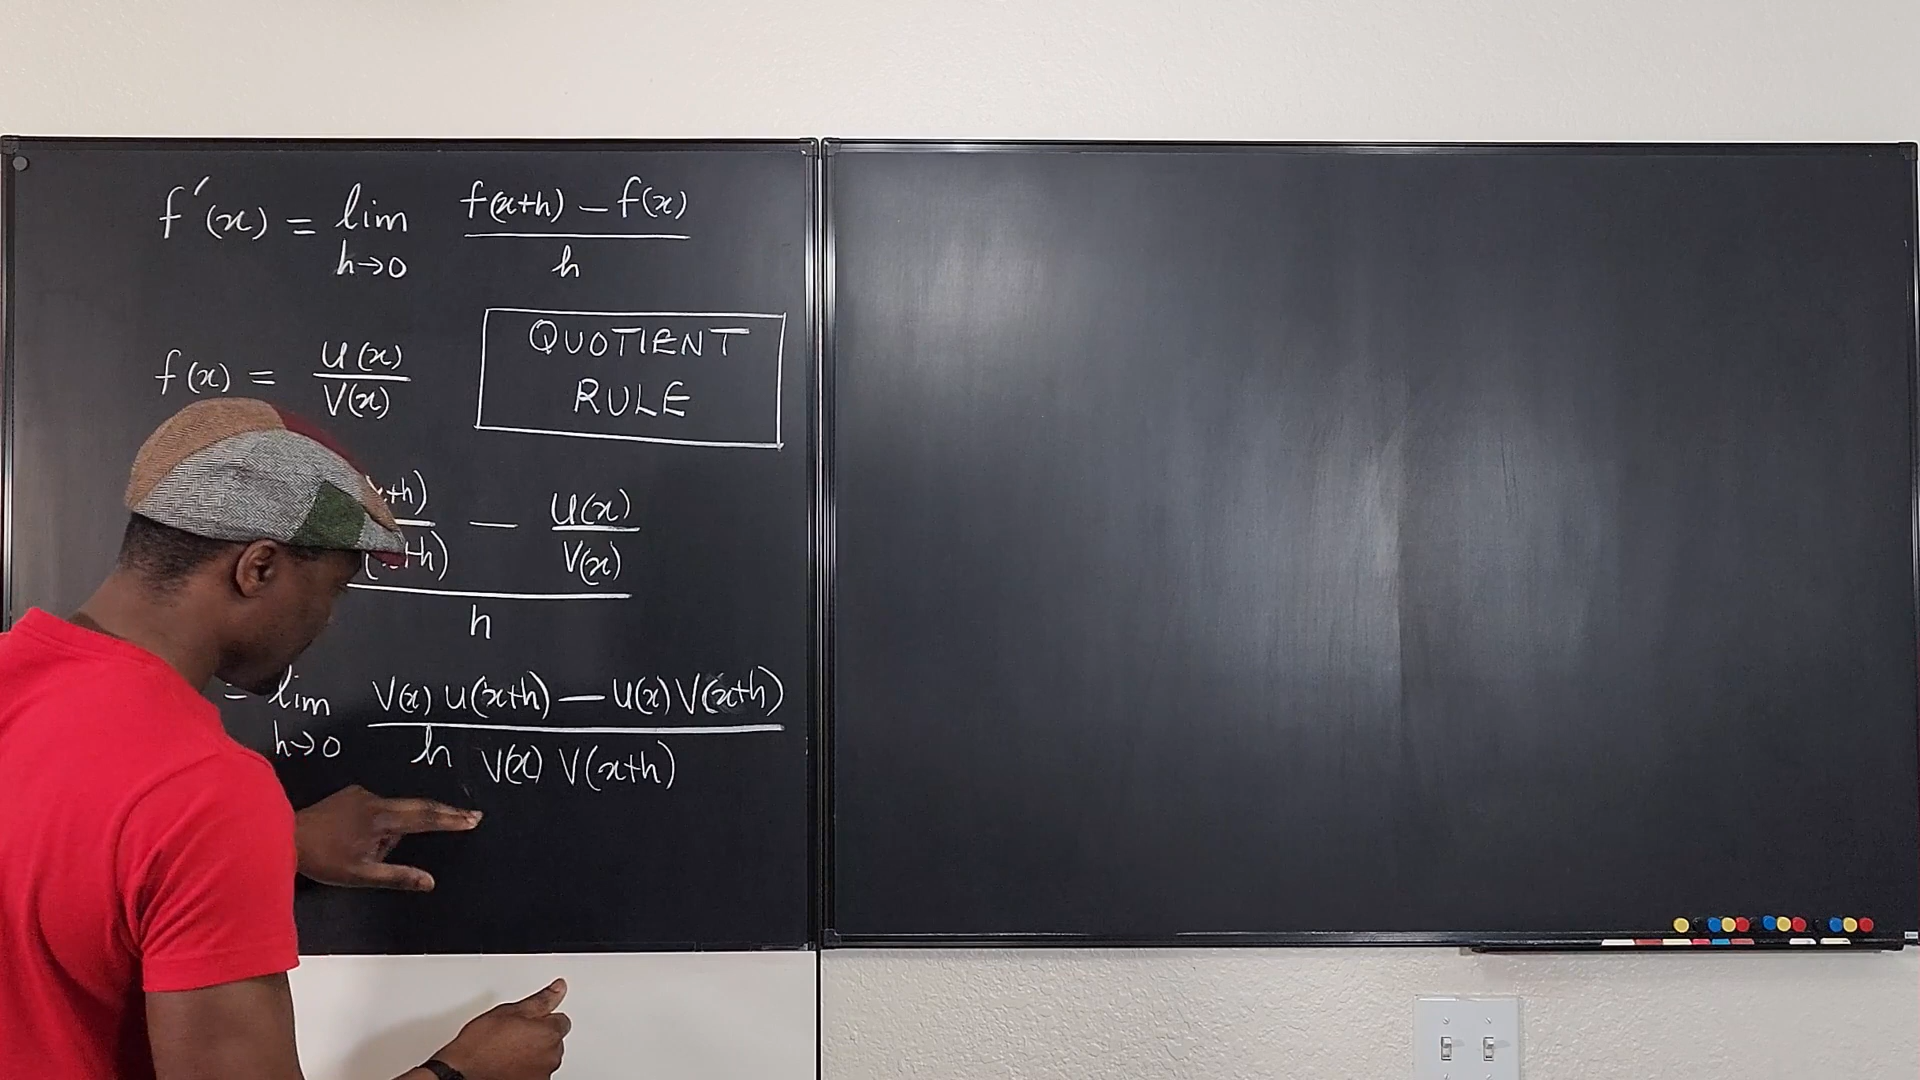 f'(x) = lim h→0 f(x+h) − f(x) / h
f(x) = u(x) / v(x)
QUOTIENT
RULE
+h) / +h) − u(x) / v(x)
h
= lim h→0 v(x) u(x+h) − u(x) v(x+h) / h v(x) v(x+h)